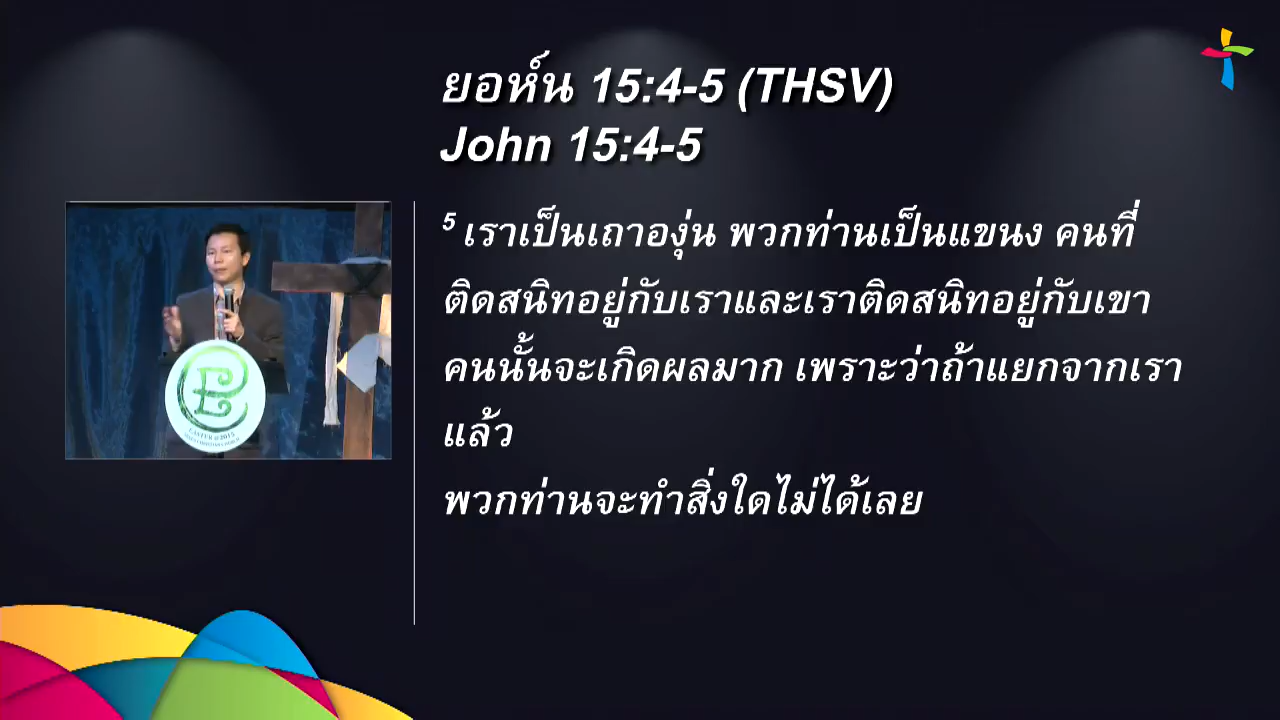 ยอห์น 15:4-5 (THSV)
John 15:4-5
5 เราเป็นเถาองุ่น พวกท่านเป็นแขนง คนที่
ติดสนิทอยู่กับเราและเราติดสนิทอยู่กับเขา
คนนั้นจะเกิดผลมาก เพราะว่าถ้าแยกจากเรา
แล้ว
พวกท่านจะทำสิ่งใดไม่ได้เลย